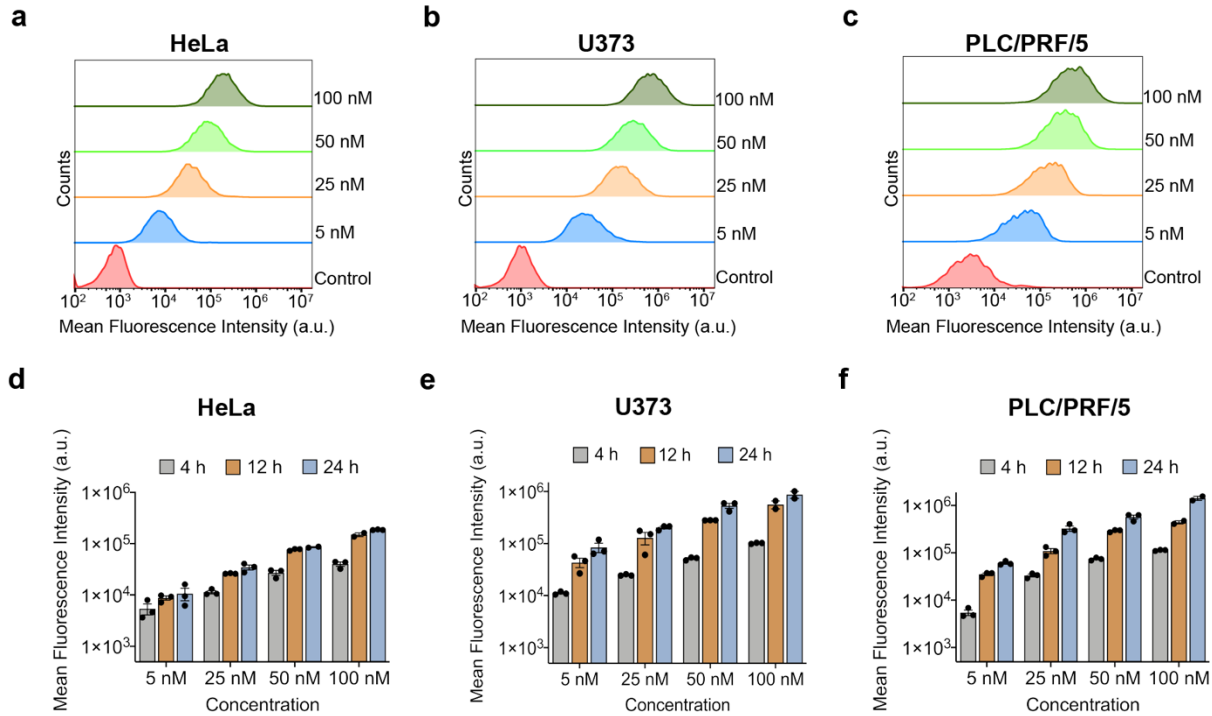 a
HeLa
100 nM
50 nM
25 nM
5 nM
Control
Counts
10² 10³ 10⁴ 10⁵ 10⁶ 10⁷
Mean Fluorescence Intensity (a.u.)
b
U373
100 nM
50 nM
25 nM
5 nM
Control
Counts
10² 10³ 10⁴ 10⁵ 10⁶ 10⁷
Mean Fluorescence Intensity (a.u.)
c
PLC/PRF/5
100 nM
50 nM
25 nM
5 nM
Control
Counts
10² 10³ 10⁴ 10⁵ 10⁶ 10⁷
Mean Fluorescence Intensity (a.u.)
d
HeLa
4 h 12 h 24 h
Mean Fluorescence Intensity (a.u.)
1×10⁶
1×10⁵
1×10⁴
1×10³
5 nM 25 nM 50 nM 100 nM
Concentration
e
U373
4 h 12 h 24 h
Mean Fluorescence Intensity (a.u.)
1×10⁶
1×10⁵
1×10⁴
1×10³
5 nM 25 nM 50 nM 100 nM
Concentration
f
PLC/PRF/5
4 h 12 h 24 h
Mean Fluorescence Intensity (a.u.)
1×10⁶
1×10⁵
1×10⁴
1×10³
5 nM 25 nM 50 nM 100 nM
Concentration